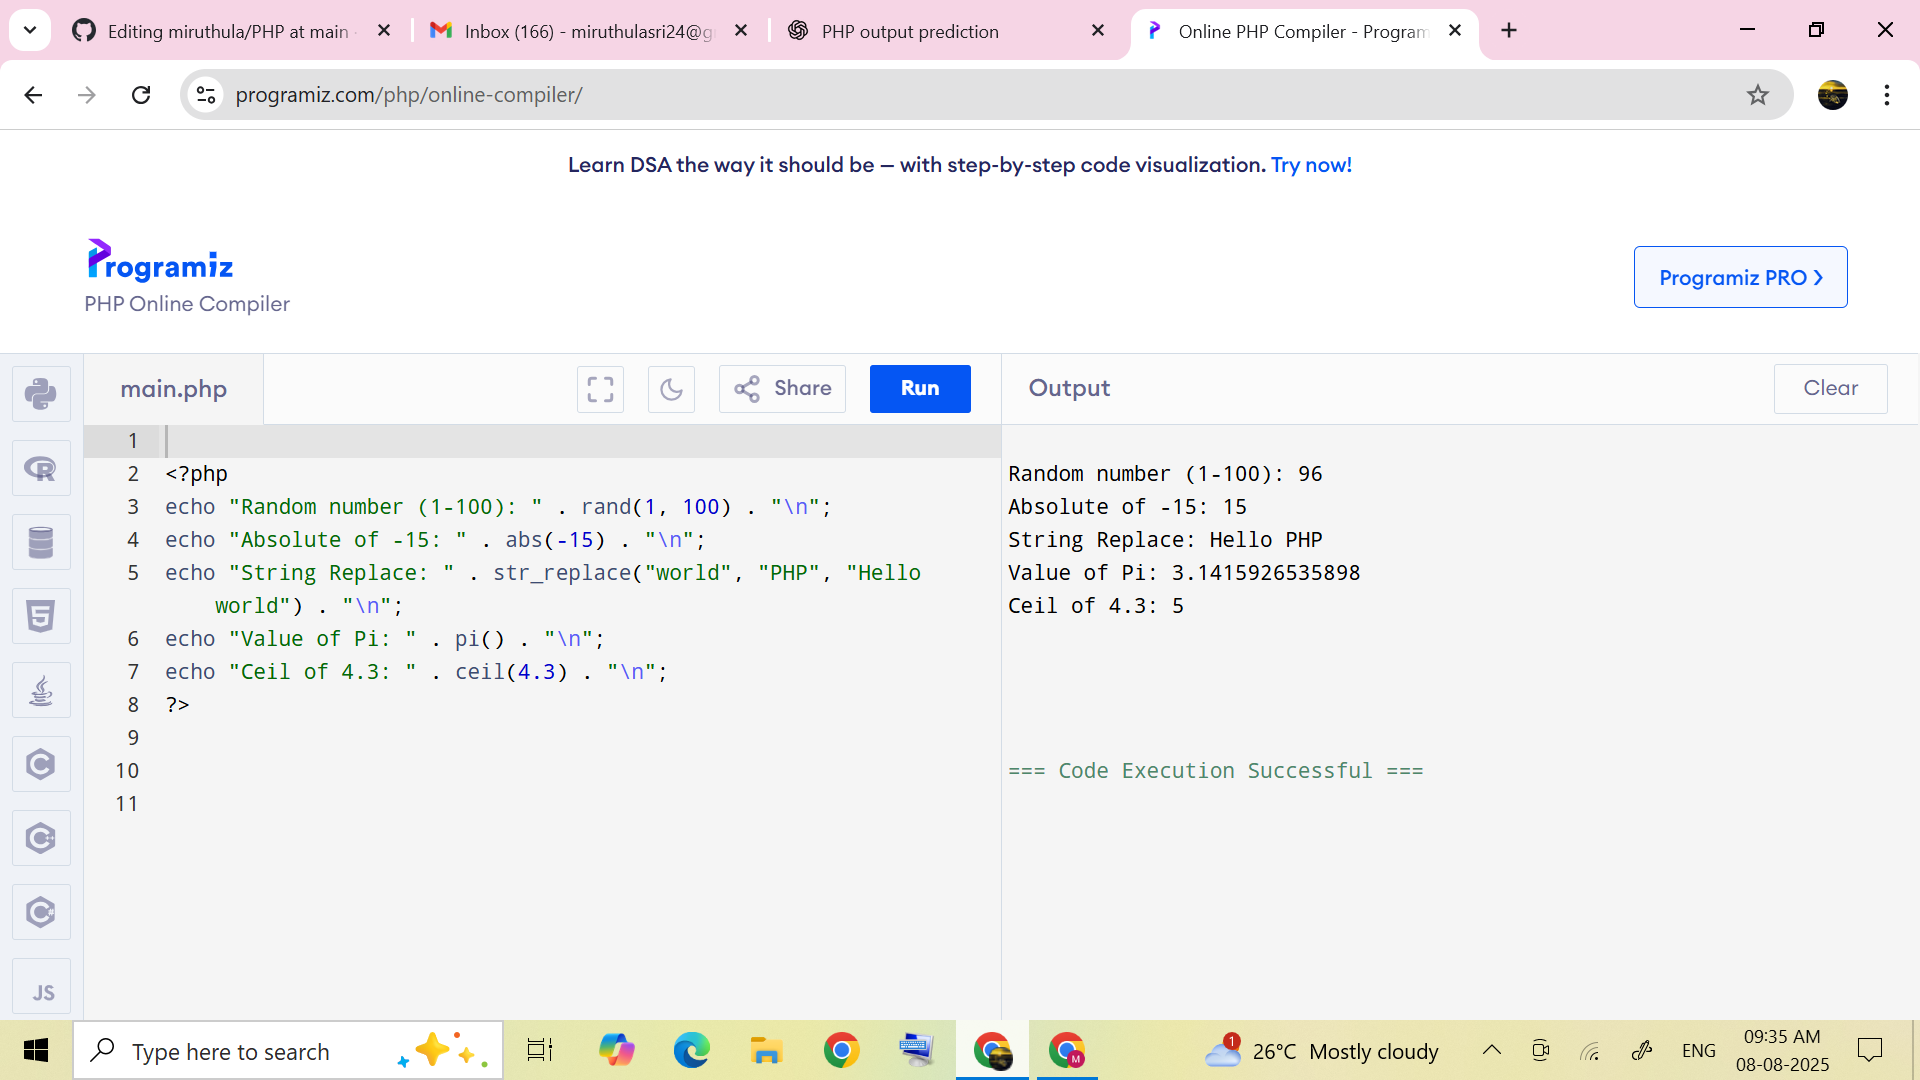 Editing miruthula/PHP at main
Inbox (166) - miruthulasri24@g
PHP output prediction
Online PHP Compiler - Program
programiz.com/php/online-compiler/
Learn DSA the way it should be — with step-by-step code visualization. Try now!
Programiz
PHP Online Compiler
Programiz PRO
main.php
Share
Run
Output
Clear
1
2 <?php
3 echo "Random number (1-100): " . rand(1, 100) . "\n";
4 echo "Absolute of -15: " . abs(-15) . "\n";
5 echo "String Replace: " . str_replace("world", "PHP", "Hello
world") . "\n";
6 echo "Value of Pi: " . pi() . "\n";
7 echo "Ceil of 4.3: " . ceil(4.3) . "\n";
8 ?>
9
10
11
Random number (1-100): 96
Absolute of -15: 15
String Replace: Hello PHP
Value of Pi: 3.1415926535898
Ceil of 4.3: 5
=== Code Execution Successful ===
JS
Type here to search
M
1
26°C Mostly cloudy
ENG
09:35 AM
08-08-2025